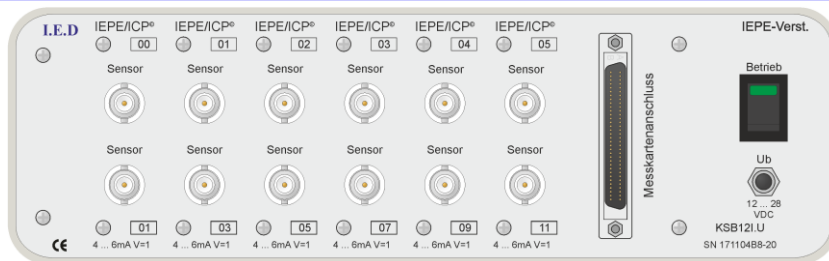 I.E.D IEPE/ICP® IEPE/ICP® IEPE/ICP® IEPE/ICP® IEPE/ICP® IEPE/ICP® IEPE-Verst.
00 01 02 03 04 05
Sensor Sensor Sensor Sensor Sensor Sensor
Betrieb
Messkartenanschluss
Sensor Sensor Sensor Sensor Sensor Sensor
Ub
12 ... 28
VDC
01 03 05 07 09 11
KSB12I.U
CE 4 ... 6mA V=1 4 ... 6mA V=1 4 ... 6mA V=1 4 ... 6mA V=1 4 ... 6mA V=1 4 ... 6mA V=1 SN 171104B8-20